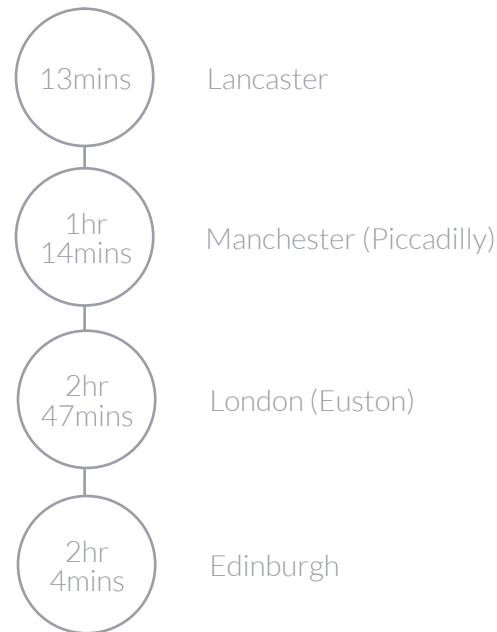 13mins
Lancaster
1hr
14mins
Manchester (Piccadilly)
2hr
47mins
London (Euston)
2hr
4mins
Edinburgh